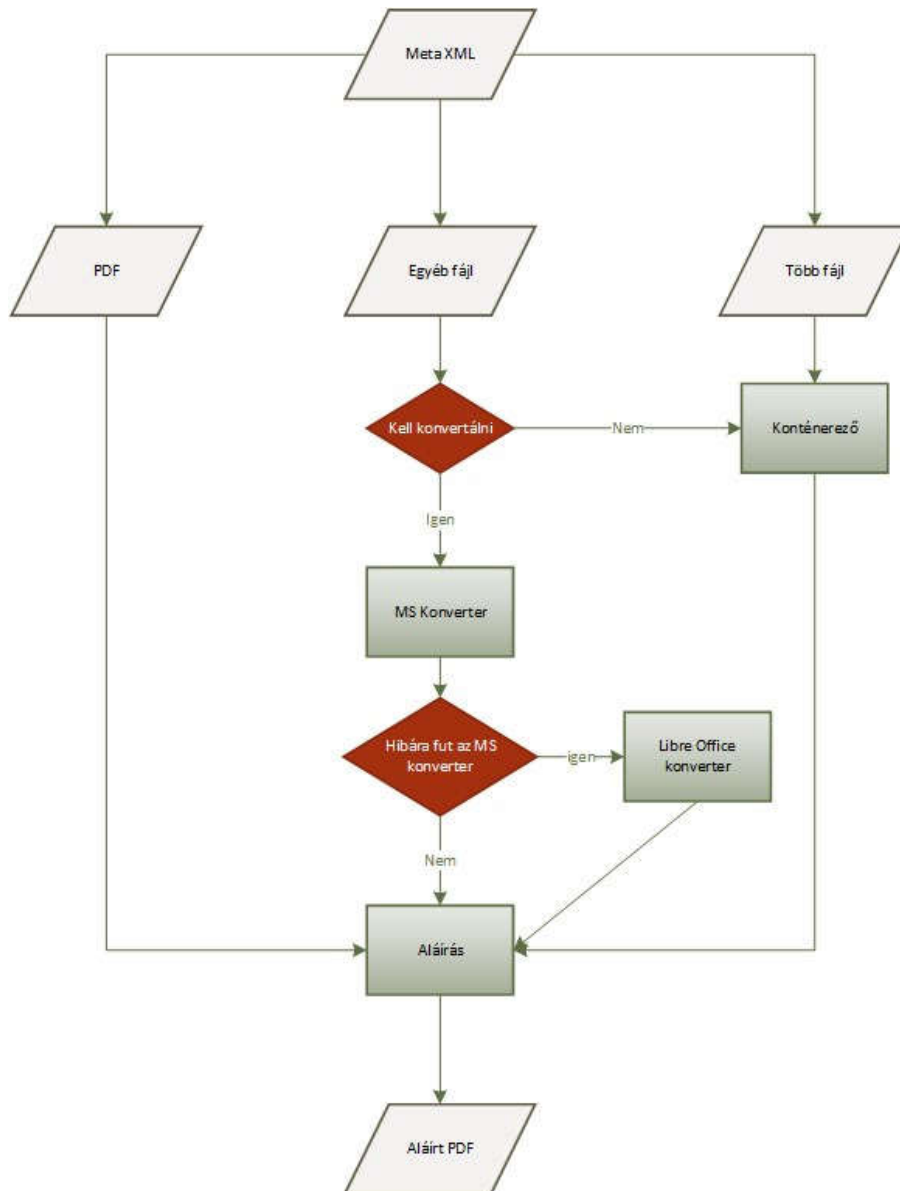 Meta XML
PDF
Egyéb fájl
Több fájl
Kell konvertálni
Nem
Konténerező
Igen
MS Konverter
Hibára fut az MS
konverter
igen
Libre Office
konverter
Nem
Aláírás
Aláírt PDF